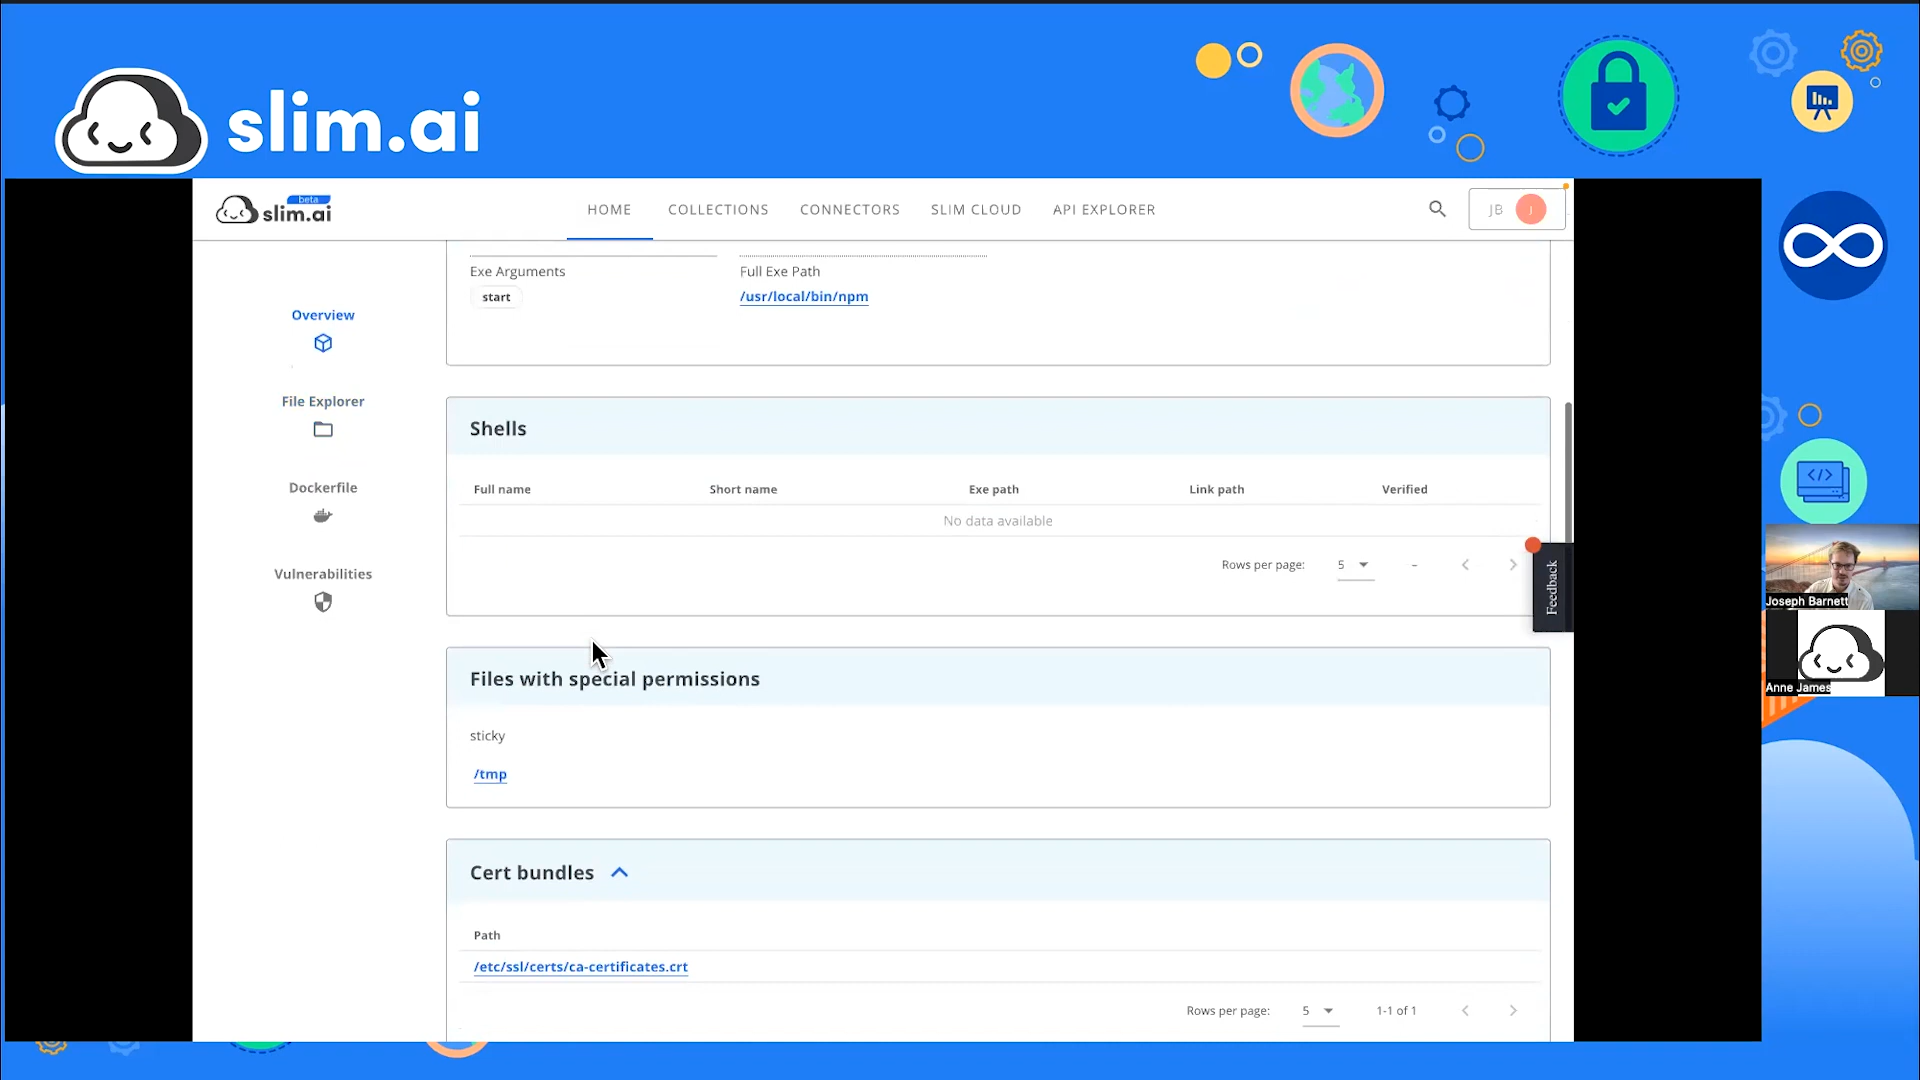 slim.ai
beta
slim.ai
HOME
COLLECTIONS
CONNECTORS
SLIM CLOUD
API EXPLORER
JB
J
Exe Arguments
Full Exe Path
start
/usr/local/bin/npm
Overview
File Explorer
Dockerfile
Vulnerabilities
Shells
Full name
Short name
Exe path
Link path
Verified
No data available
Rows per page:
5
–
Feedback
Files with special permissions
sticky
/tmp
Cert bundles
Path
/etc/ssl/certs/ca-certificates.crt
Rows per page:
5
1-1 of 1
</>
Joseph Barnett
Anne James